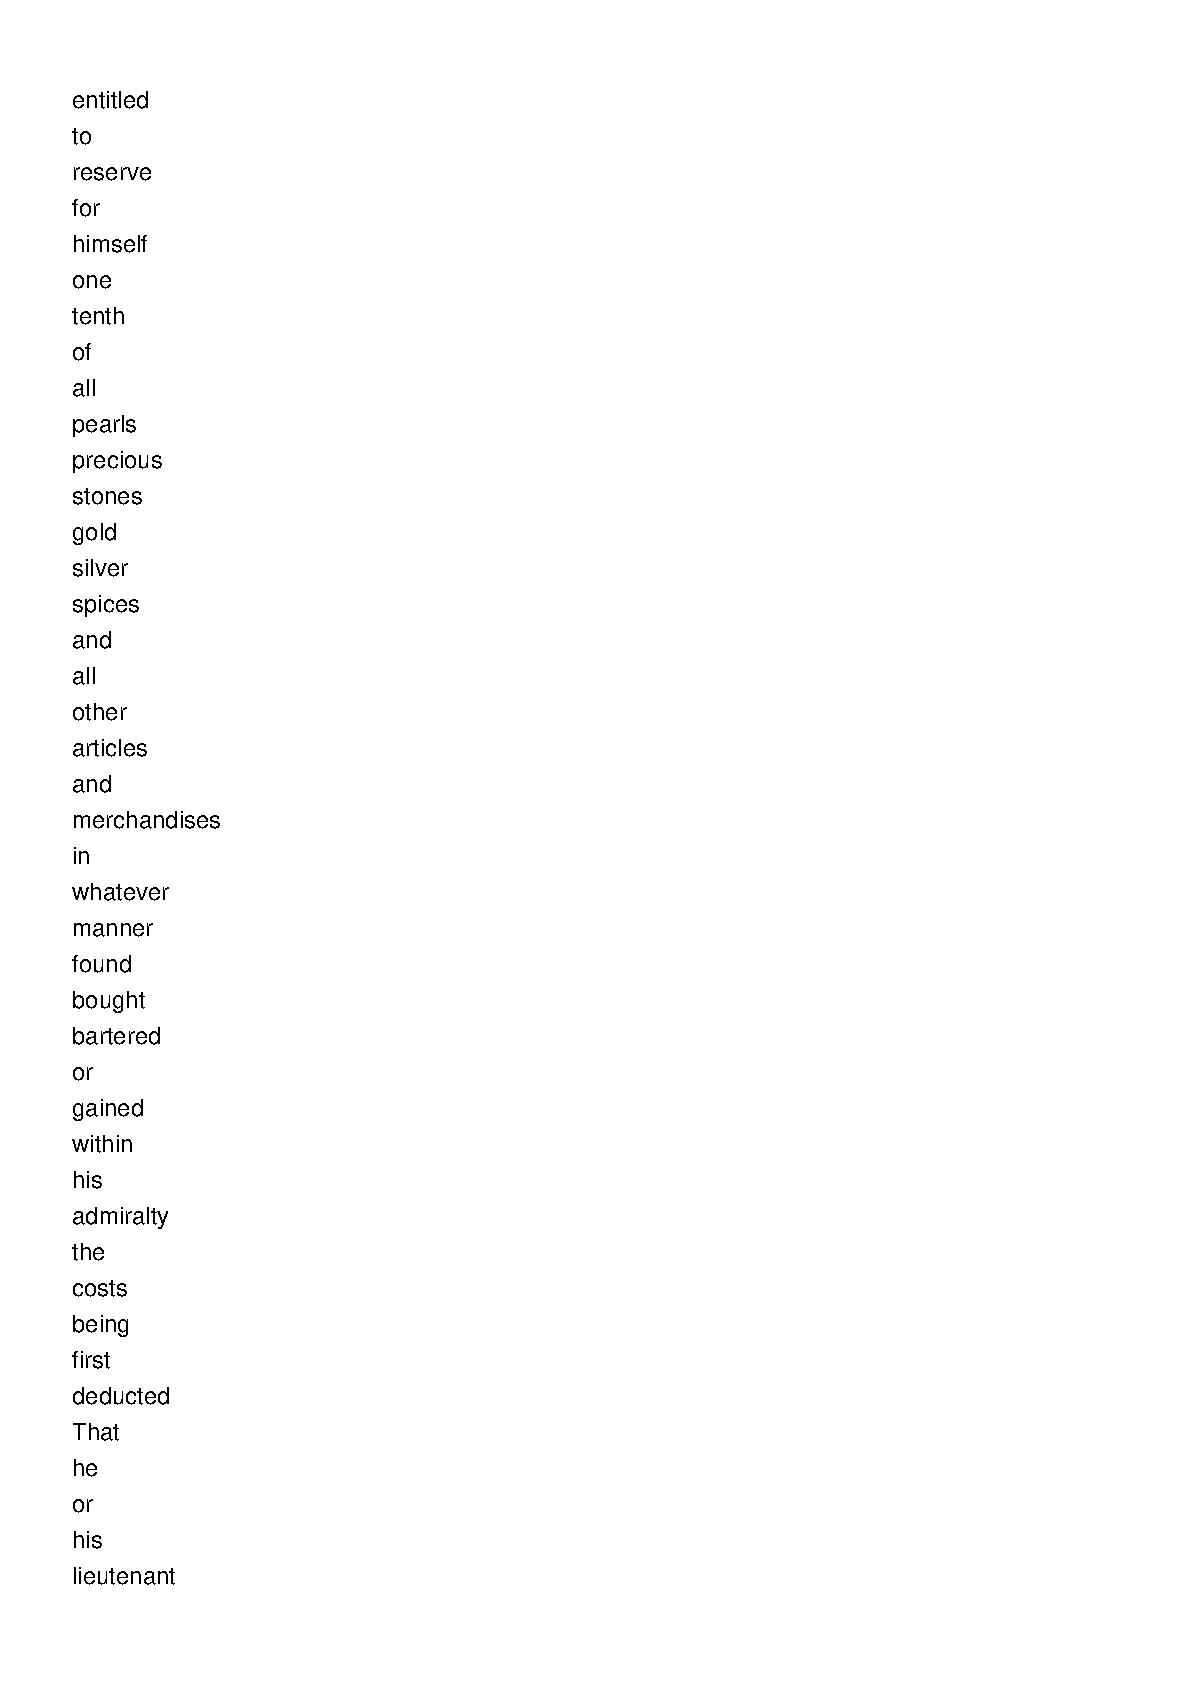 entitled
to
reserve
for
himself
one
tenth
of
all
pearls
precious
stones
gold
silver
spices
and
all
other
articles
and
merchandises
in
whatever
manner
found
bought
bartered
or
gained
within
his
admiralty
the
costs
being
first
deducted
That
he
or
his
lieutenant